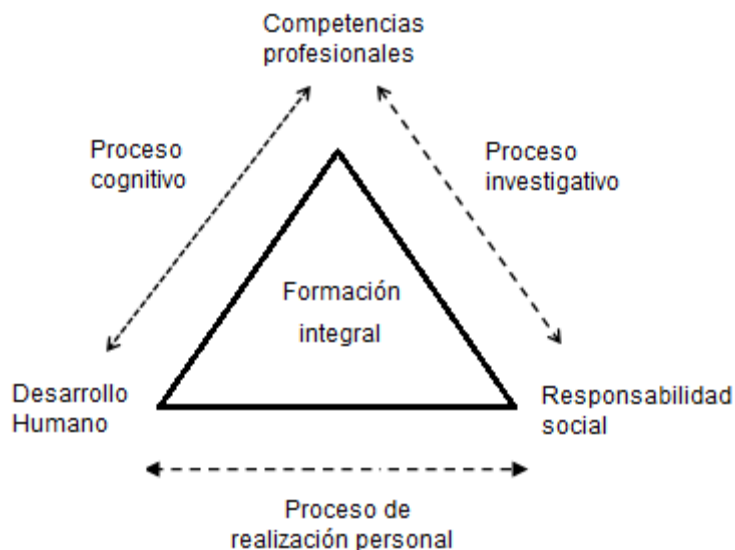 Competencias
profesionales
Proceso
cognitivo
Proceso
investigativo
Formación
integral
Desarrollo
Humano
Responsabilidad
social
Proceso de
realización personal